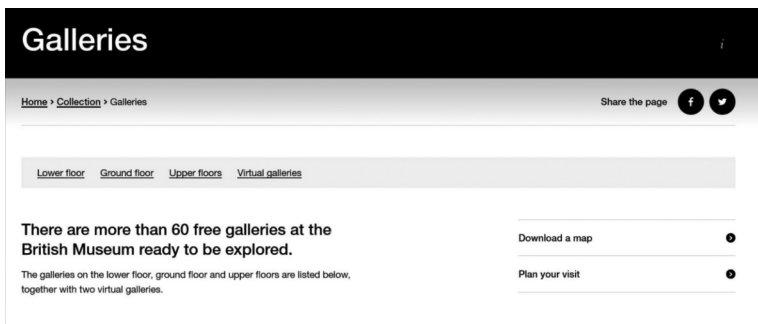 Galleries
i
Home › Collection › Galleries
Share the page
Lower floor Ground floor Upper floors Virtual galleries
There are more than 60 free galleries at the
British Museum ready to be explored.
The galleries on the lower floor, ground floor and upper floors are listed below,
together with two virtual galleries.
Download a map
Plan your visit